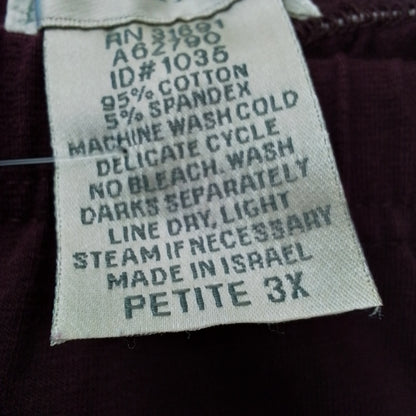 RN 31691
A62790
ID#1035
95% COTTON
5% SPANDEX
MACHINE WASH COLD
DELICATE CYCLE
NO BLEACH. WASH
DARKS SEPARATELY
LINE DRY, LIGHT
STEAM IF NECESSARY
MADE IN ISRAEL
PETITE 3X